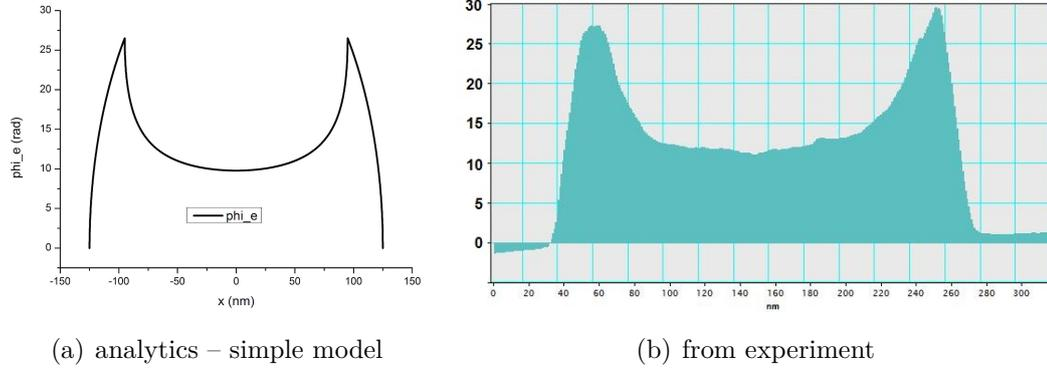 30
25
20
15
10
5
0
phi_e (rad)
phi_e
-150 -100 -50 0 50 100 150
x (nm)
(a) analytics – simple model
30
25
20
15
10
5
0
0 20 40 60 80 100 120 140 160 180 200 220 240 260 280 300
nm
(b) from experiment